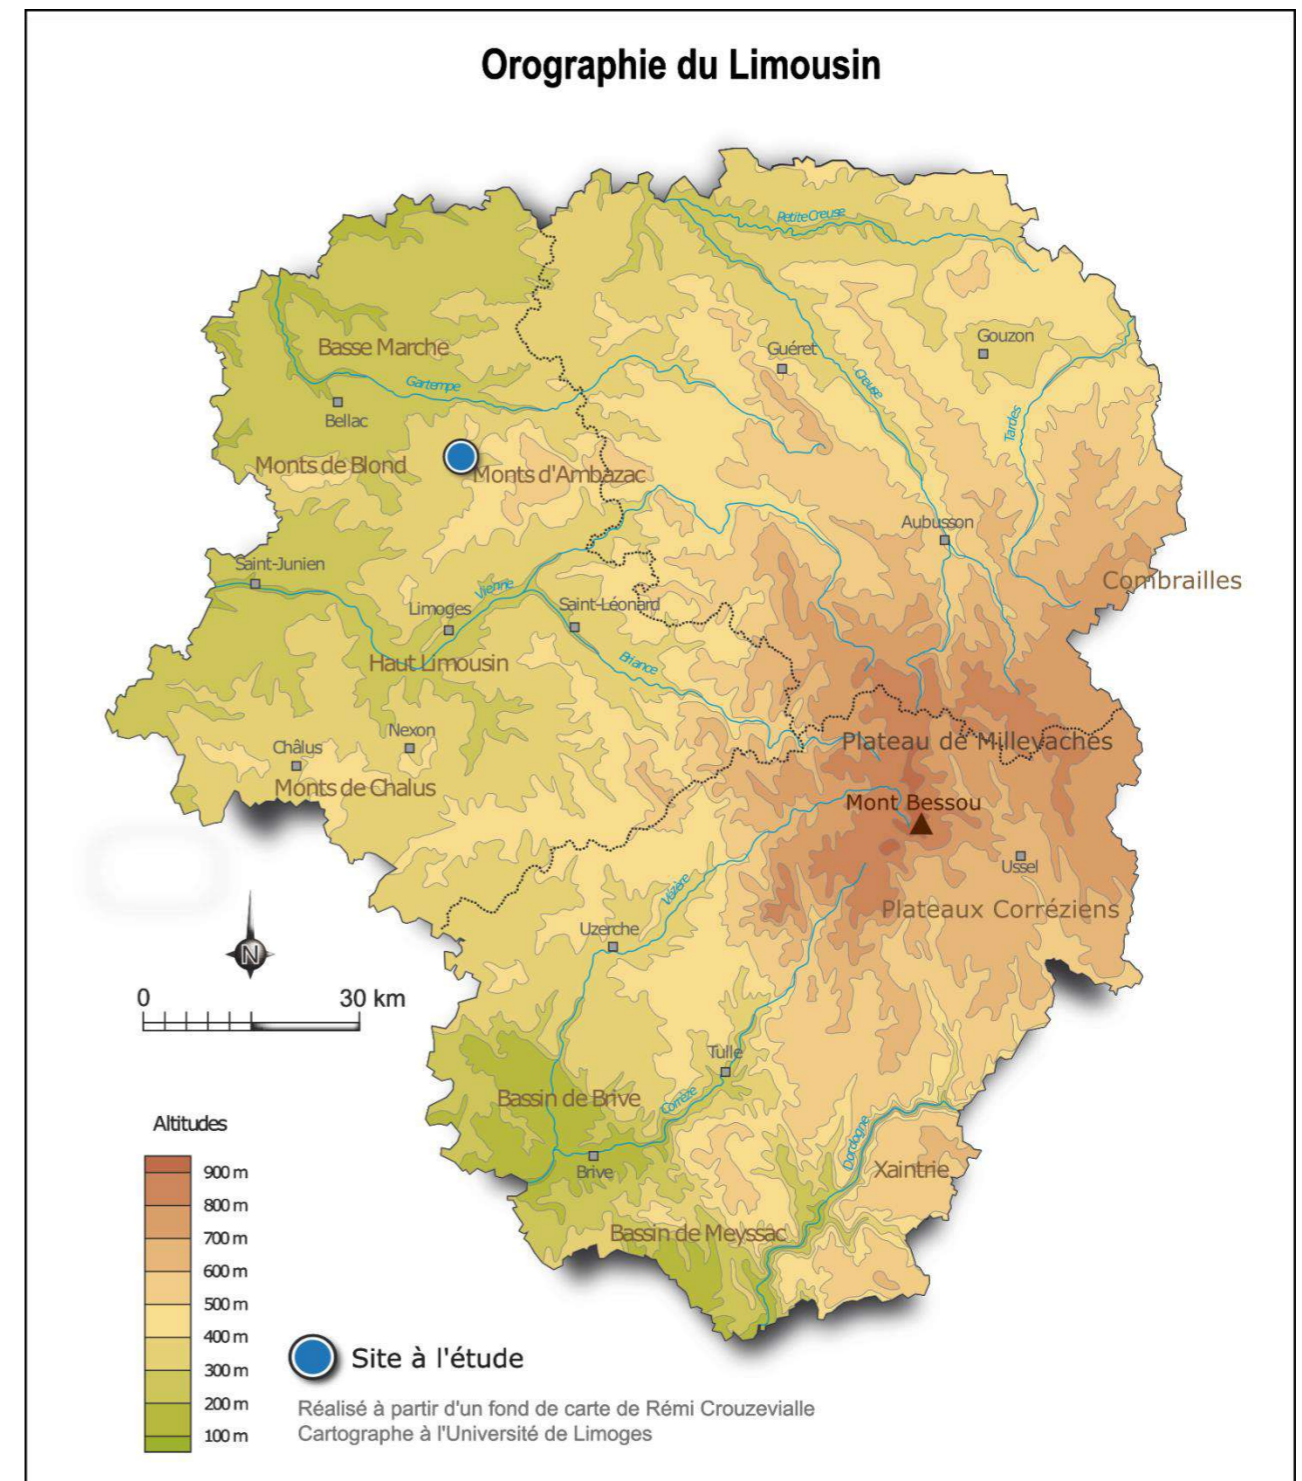 Orographie du Limousin
Petite Creuse
Basse Marche
Guéret
Gouzon
Gartempe
Creuse
Bellac
Tardes
Monts de Blond
Monts d'Ambazac
Aubusson
Saint-Junien
Combrailles
Vienne
Limoges
Saint-Léonard
Haut Limousin
Briance
Nexon
Châlus
Plateau de Millevaches
Monts de Chalus
Mont Bessou
Ussel
Vézère
Plateaux Corréziens
Uzerche
N
0 30 km
Tulle
Bassin de Brive
Corrèze
Altitudes
Dordogne
Brive
Xaintrie
900 m
800 m
700 m
Bassin de Meyssac
600 m
500 m
400 m
300 m
200 m
100 m
Site à l'étude
Réalisé à partir d'un fond de carte de Rémi Crouzevialle
Cartographe à l'Université de Limoges